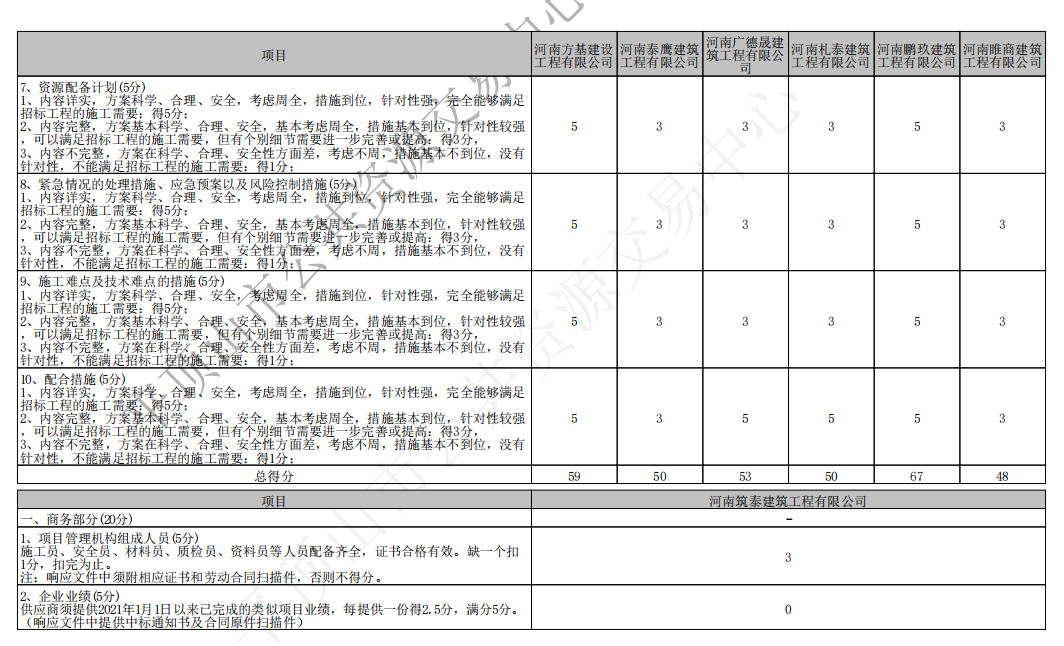 项目 河南方基建设工程有限公司 河南泰鹰建筑工程有限公司 河南广德晟建筑工程有限公司 河南札泰建筑工程有限公司 河南鹏玖建筑工程有限公司 河南睢商建筑工程有限公司
7、资源配备计划(5分)
1、内容详实，方案科学、合理、安全，考虑周全，措施到位，针对性强，完全能够满足
招标工程的施工需要：得5分；
2、内容完整，方案基本科学、合理、安全，基本考虑周全，措施基本到位，针对性较强
，可以满足招标工程的施工需要，但有个别细节需要进一步完善或提高：得3分，
3、内容不完整，方案在科学、合理、安全性方面差，考虑不周，措施基本不到位，没有
针对性，不能满足招标工程的施工需要：得1分；
5 3 3 3 5 3
8、紧急情况的处理措施、应急预案以及风险控制措施(5分)
1、内容详实，方案科学、合理、安全，考虑周全，措施到位，针对性强，完全能够满足
招标工程的施工需要：得5分；
2、内容完整，方案基本科学、合理、安全，基本考虑周全，措施基本到位，针对性较强
，可以满足招标工程的施工需要，但有个别细节需要进一步完善或提高：得3分，
3、内容不完整，方案在科学、合理、安全性方面差，考虑不周，措施基本不到位，没有
针对性，不能满足招标工程的施工需要：得1分；
5 3 3 3 5 3
9、施工难点及技术难点的措施(5分)
1、内容详实，方案科学、合理、安全，考虑周全，措施到位，针对性强，完全能够满足
招标工程的施工需要：得5分；
2、内容完整，方案基本科学、合理、安全，基本考虑周全，措施基本到位，针对性较强
，可以满足招标工程的施工需要，但有个别细节需要进一步完善或提高：得3分，
3、内容不完整，方案在科学、合理、安全性方面差，考虑不周，措施基本不到位，没有
针对性，不能满足招标工程的施工需要：得1分；
5 3 3 3 5 3
10、配合措施(5分)
1、内容详实，方案科学、合理、安全，考虑周全，措施到位，针对性强，完全能够满足
招标工程的施工需要：得5分；
2、内容完整，方案基本科学、合理、安全，基本考虑周全，措施基本到位，针对性较强
，可以满足招标工程的施工需要，但有个别细节需要进一步完善或提高：得3分，
3、内容不完整，方案在科学、合理、安全性方面差，考虑不周，措施基本不到位，没有
针对性，不能满足招标工程的施工需要：得1分；
5 3 5 5 5 3
总得分 59 50 53 50 67 48
项目 河南筑泰建筑工程有限公司
一、商务部分(20分) -
1、项目管理机构组成人员(5分)
施工员、安全员、材料员、质检员、资料员等人员配备齐全，证书合格有效。缺一个扣
1分，扣完为止。
注：响应文件中须附相应证书和劳动合同扫描件，否则不得分。
3
2、企业业绩(5分)
供应商须提供2021年1月1日以来已完成的类似项目业绩，每提供一份得2.5分，满分5分。
（响应文件中提供中标通知书及合同原件扫描件）
0
平顶山市公共资源交易中心
平顶山市公共资源交易中心